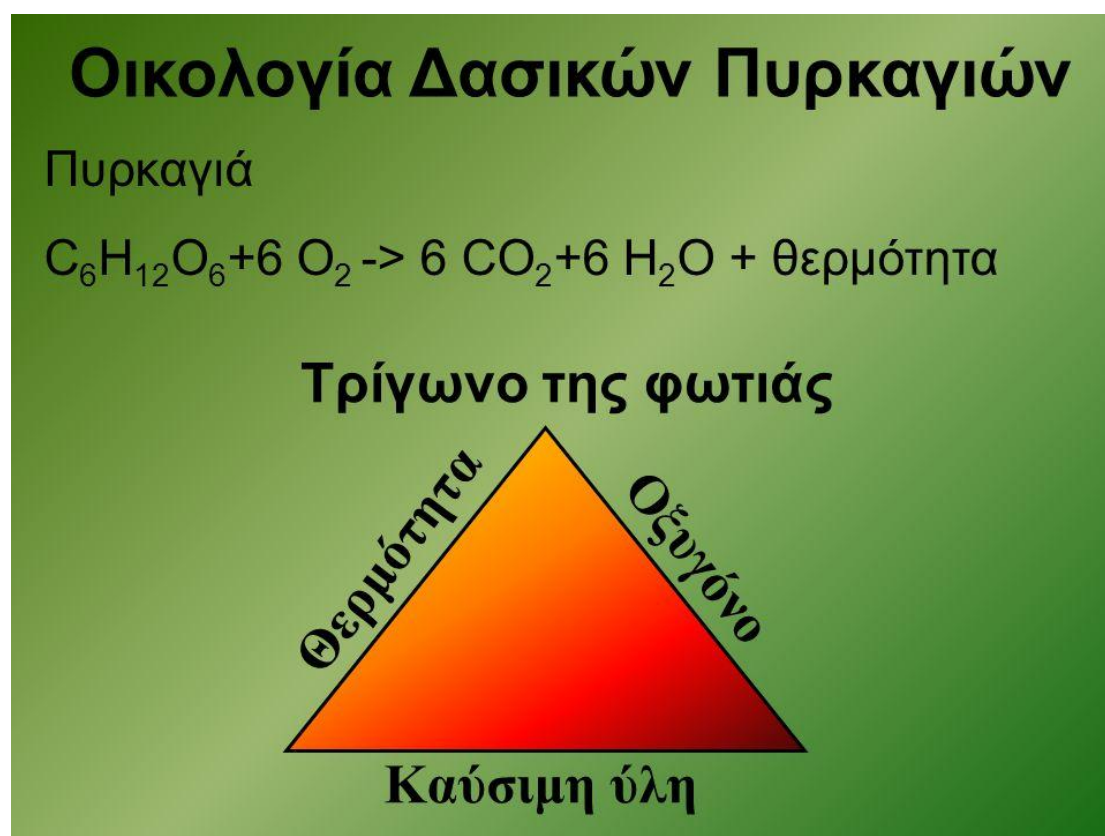 Οικολογία Δασικών Πυρκαγιών
Πυρκαγιά
C₆H₁₂O₆+6 O₂ -> 6 CO₂+6 H₂O + θερμότητα
Τρίγωνο της φωτιάς
Θερμότητα
Οξυγόνο
Καύσιμη ύλη